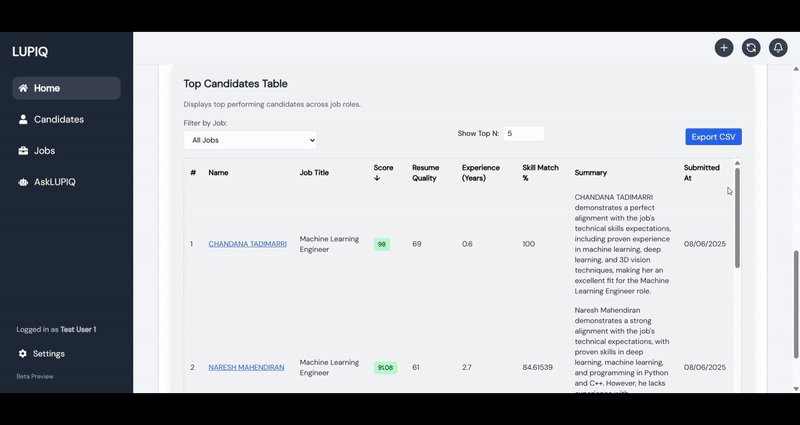 LUPIQ
Home
Candidates
Jobs
AskLUPIQ
Logged in as Test User 1
Settings
Beta Preview
Top Candidates Table
Displays top performing candidates across job roles.
Filter by Job:
All Jobs
Show Top N: 5
Export CSV
# Name Job Title Score ↓ Resume Quality Experience (Years) Skill Match % Summary Submitted At
1 CHANDANA TADIMARRI Machine Learning Engineer 98 69 0.6 100
CHANDANA TADIMARRI
demonstrates a perfect
alignment with the job's
technical skills expectations,
including proven experience
in machine learning, deep
learning, and 3D vision
techniques, making her an
excellent fit for the Machine
Learning Engineer role.
08/06/2025
2 NARESH MAHENDIRAN Machine Learning Engineer 91.08 61 2.7 84.61539
Naresh Mahendiran
demonstrates a strong
alignment with the job's
technical expectations, with
proven skills in deep
learning, machine learning,
and programming in Python
and C++. However, he lacks
experience with
08/06/2025